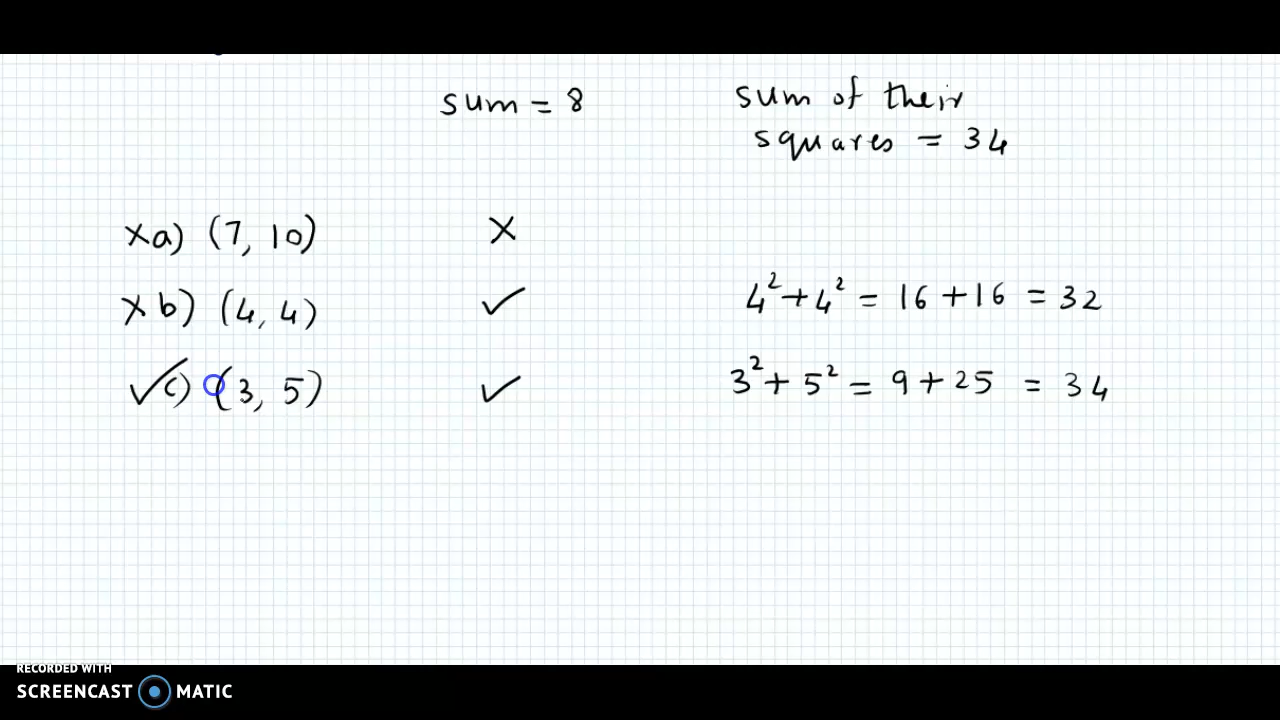 sum = 8
sum of their
squares = 34
X a) (7, 10) X
X b) (4, 4) ✓ 4² + 4² = 16 + 16 = 32
✓ c) (3, 5) ✓ 3² + 5² = 9 + 25 = 34
RECORDED WITH
SCREENCAST MATIC